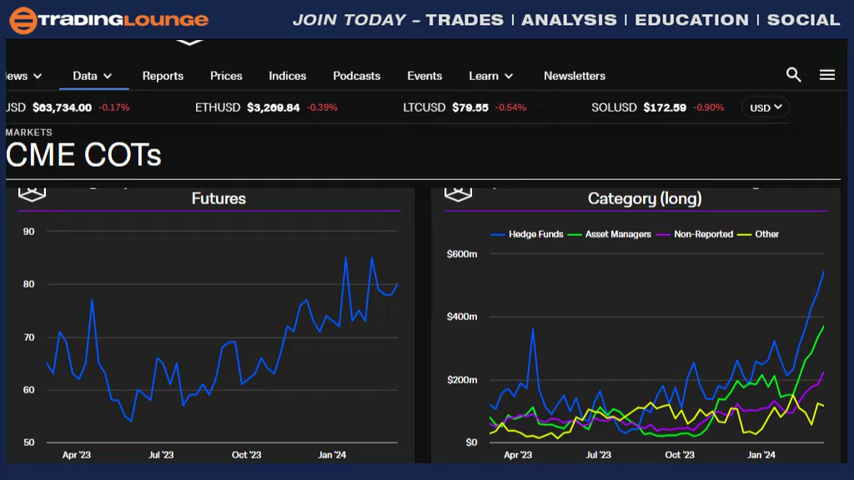 TRADINGLOUNGE
JOIN TODAY – TRADES | ANALYSIS | EDUCATION | SOCIAL
Data Reports Prices Indices Podcasts Events Learn Newsletters
$63,734.00 -0.17% ETHUSD $3,269.84 -0.39% LTCUSD $79.55 -0.54% SOLUSD $172.59 -0.90% USD
MARKETS
CME COTs
Futures
90
80
70
60
50
Apr '23 Jul '23 Oct '23 Jan '24
Category (long)
Hedge Funds Asset Managers Non-Reported Other
$600m
$400m
$200m
$0
Apr '23 Jul '23 Oct '23 Jan '24